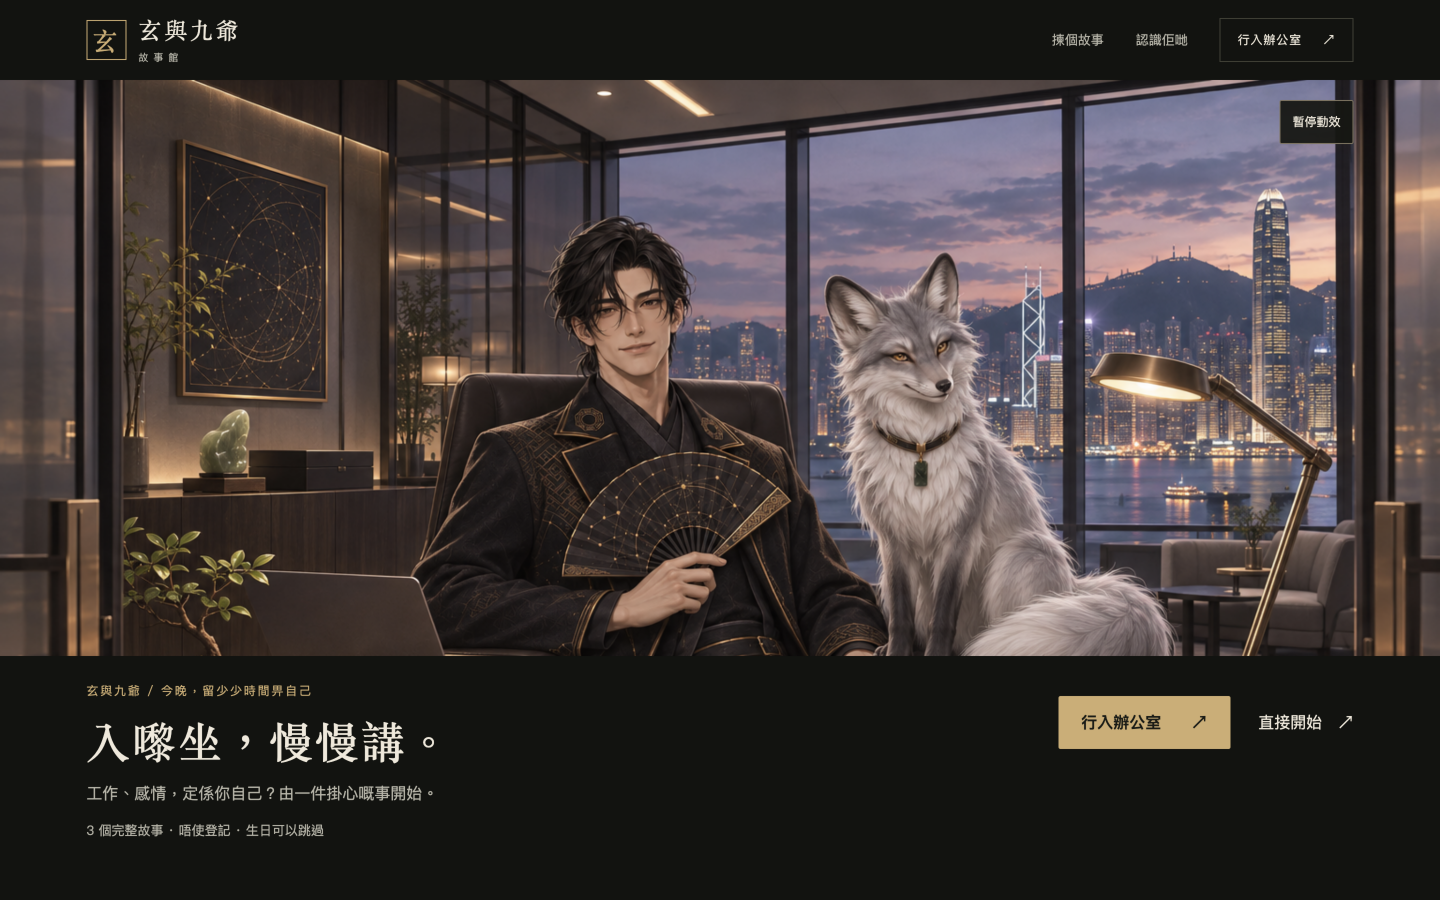 玄
玄與九爺
故事館
揀個故事
認識佢哋
行入辦公室 ↗
暫停動效
玄與九爺 / 今晚，留少少時間畀自己
入嚟坐，慢慢講。
行入辦公室 ↗
直接開始 ↗
工作、感情，定係你自己？由一件掛心嘅事開始。
3 個完整故事 · 唔使登記 · 生日可以跳過